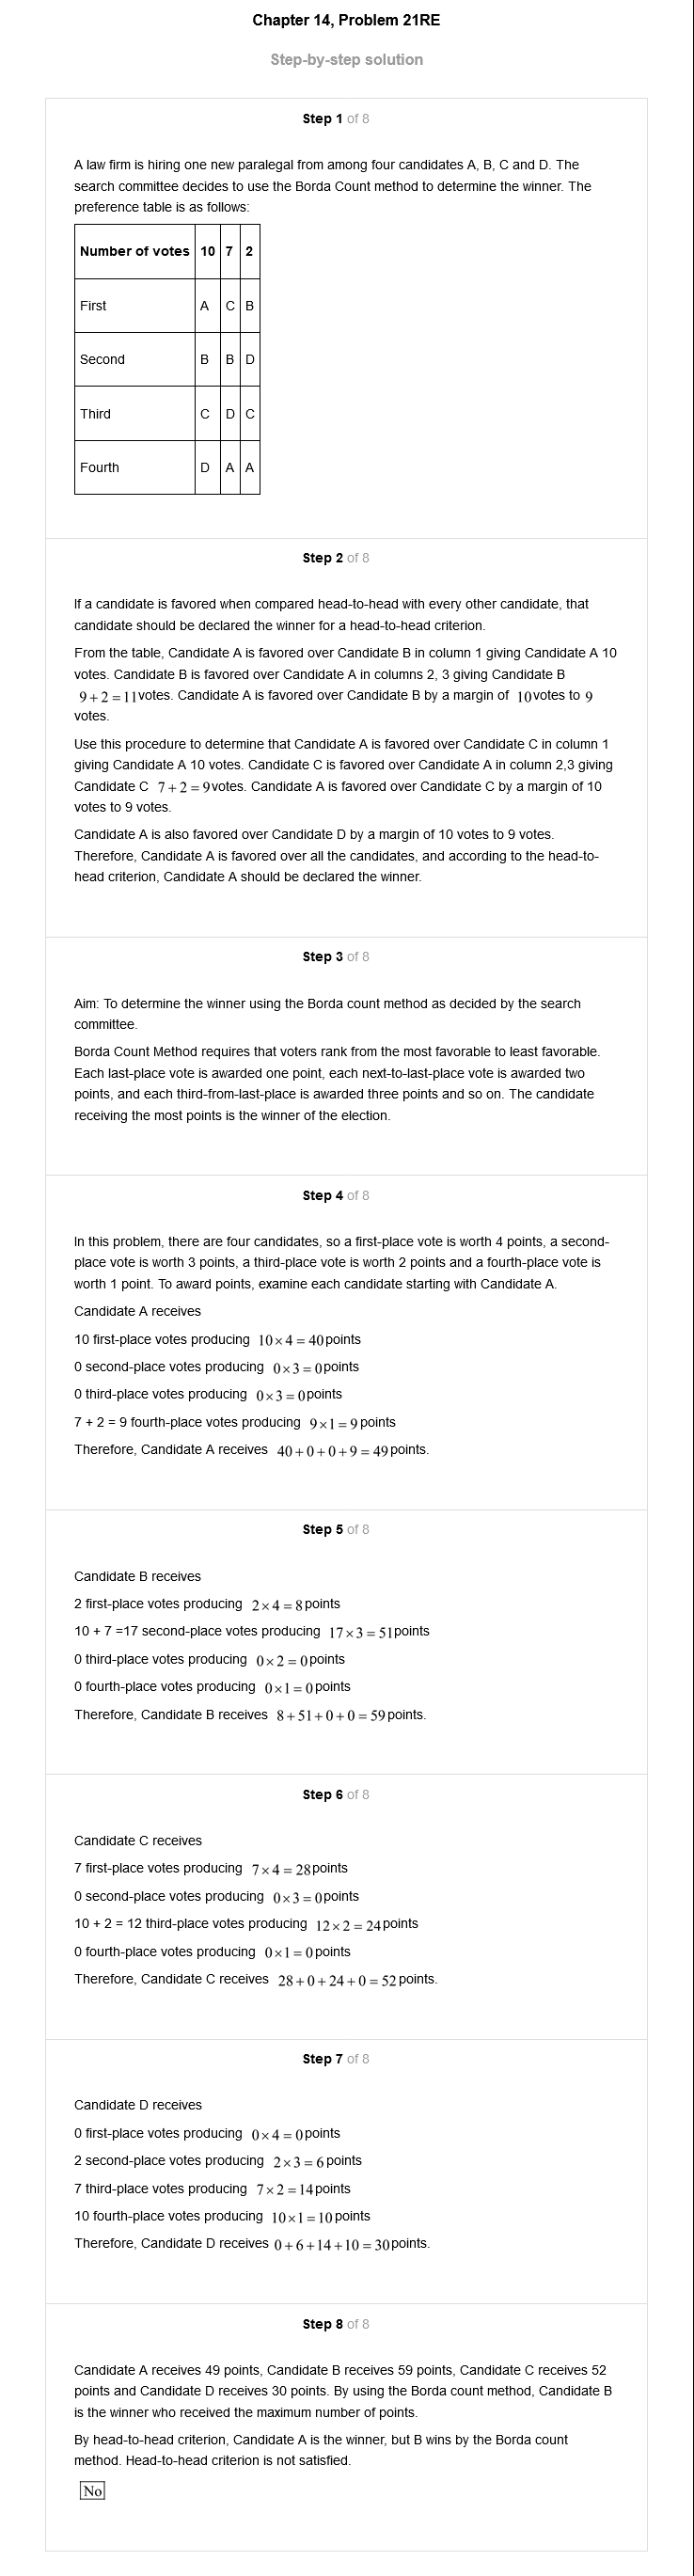 Chapter 14, Problem 21RE
Step-by-step solution
Step 1 of 8
A law firm is hiring one new paralegal from among four candidates A, B, C and D. The
search committee decides to use the Borda Count method to determine the winner. The
preference table is as follows:
Number of votes 10 7 2
First A C B
Second B B D
Third C D C
Fourth D A A
Step 2 of 8
If a candidate is favored when compared head-to-head with every other candidate, that
candidate should be declared the winner for a head-to-head criterion.
From the table, Candidate A is favored over Candidate B in column 1 giving Candidate A 10
votes. Candidate B is favored over Candidate A in columns 2, 3 giving Candidate B
9 + 2 = 11 votes. Candidate A is favored over Candidate B by a margin of 10 votes to 9
votes.
Use this procedure to determine that Candidate A is favored over Candidate C in column 1
giving Candidate A 10 votes. Candidate C is favored over Candidate A in column 2,3 giving
Candidate C 7 + 2 = 9 votes. Candidate A is favored over Candidate C by a margin of 10
votes to 9 votes.
Candidate A is also favored over Candidate D by a margin of 10 votes to 9 votes.
Therefore, Candidate A is favored over all the candidates, and according to the head-to-
head criterion, Candidate A should be declared the winner.
Step 3 of 8
Aim: To determine the winner using the Borda count method as decided by the search
committee.
Borda Count Method requires that voters rank from the most favorable to least favorable.
Each last-place vote is awarded one point, each next-to-last-place vote is awarded two
points, and each third-from-last-place is awarded three points and so on. The candidate
receiving the most points is the winner of the election.
Step 4 of 8
In this problem, there are four candidates, so a first-place vote is worth 4 points, a second-
place vote is worth 3 points, a third-place vote is worth 2 points and a fourth-place vote is
worth 1 point. To award points, examine each candidate starting with Candidate A.
Candidate A receives
10 first-place votes producing 10 × 4 = 40 points
0 second-place votes producing 0 × 3 = 0 points
0 third-place votes producing 0 × 3 = 0 points
7 + 2 = 9 fourth-place votes producing 9 × 1 = 9 points
Therefore, Candidate A receives 40 + 0 + 0 + 9 = 49 points.
Step 5 of 8
Candidate B receives
2 first-place votes producing 2 × 4 = 8 points
10 + 7 =17 second-place votes producing 17 × 3 = 51 points
0 third-place votes producing 0 × 2 = 0 points
0 fourth-place votes producing 0 × 1 = 0 points
Therefore, Candidate B receives 8 + 51 + 0 + 0 = 59 points.
Step 6 of 8
Candidate C receives
7 first-place votes producing 7 × 4 = 28 points
0 second-place votes producing 0 × 3 = 0 points
10 + 2 = 12 third-place votes producing 12 × 2 = 24 points
0 fourth-place votes producing 0 × 1 = 0 points
Therefore, Candidate C receives 28 + 0 + 24 + 0 = 52 points.
Step 7 of 8
Candidate D receives
0 first-place votes producing 0 × 4 = 0 points
2 second-place votes producing 2 × 3 = 6 points
7 third-place votes producing 7 × 2 = 14 points
10 fourth-place votes producing 10 × 1 = 10 points
Therefore, Candidate D receives 0 + 6 + 14 + 10 = 30 points.
Step 8 of 8
Candidate A receives 49 points, Candidate B receives 59 points, Candidate C receives 52
points and Candidate D receives 30 points. By using the Borda count method, Candidate B
is the winner who received the maximum number of points.
By head-to-head criterion, Candidate A is the winner, but B wins by the Borda count
method. Head-to-head criterion is not satisfied.
No